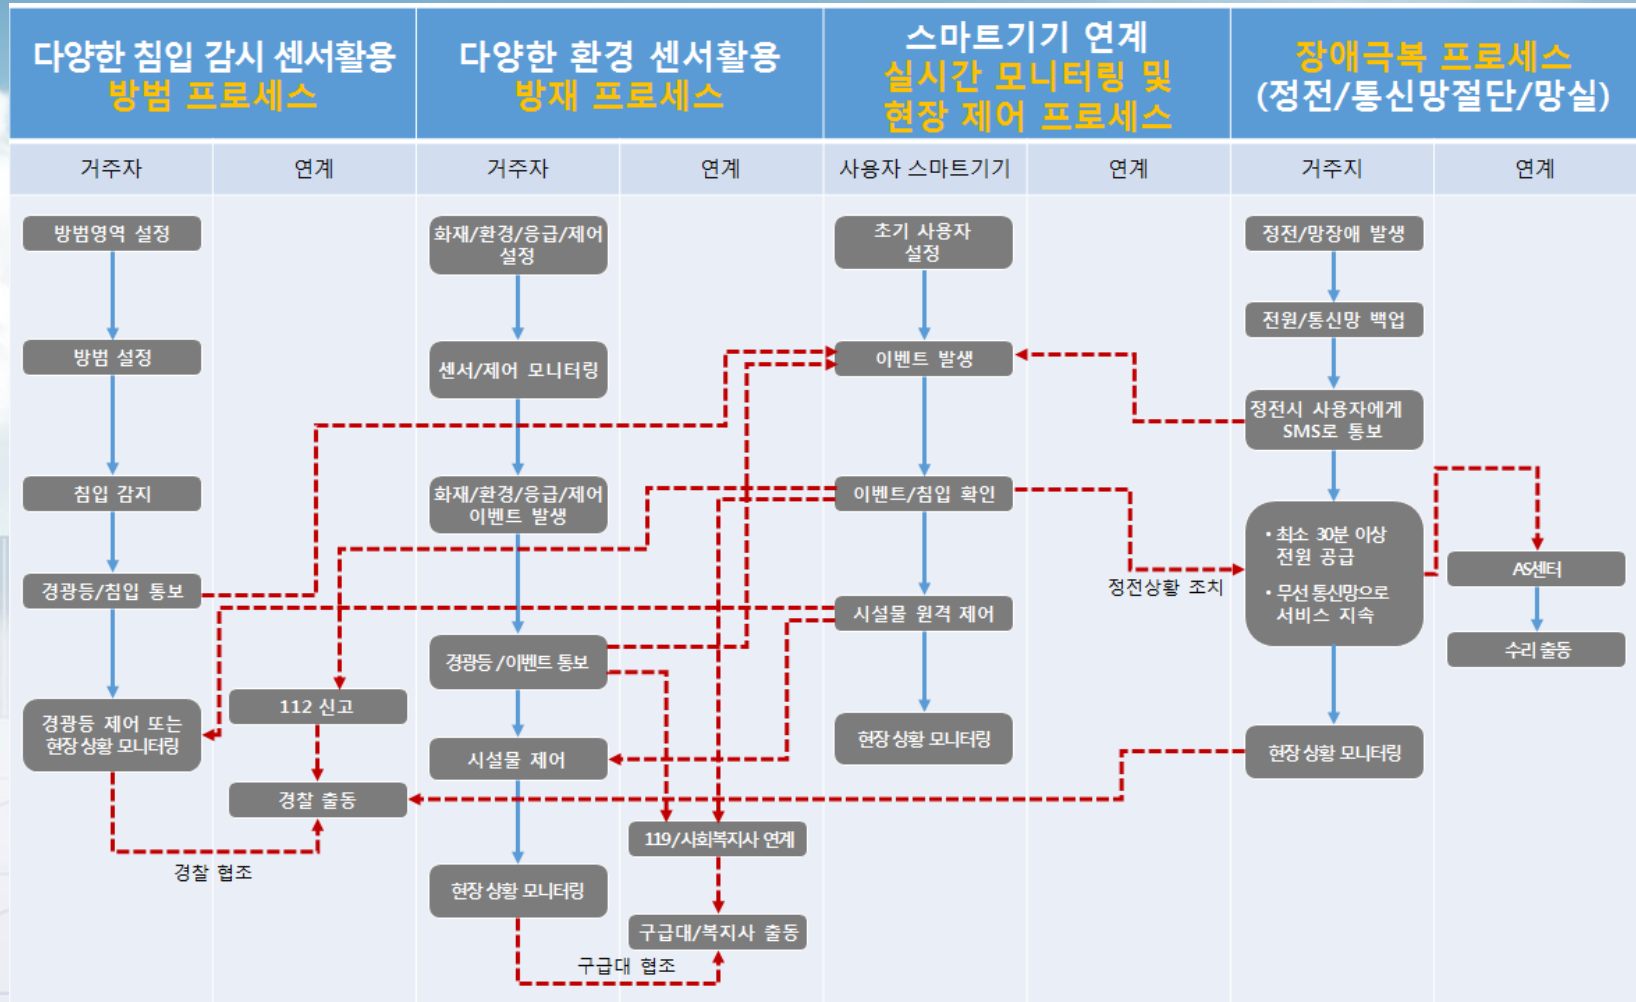 다양한 침입 감시 센서활용
방범 프로세스
다양한 환경 센서활용
방재 프로세스
스마트기기 연계
실시간 모니터링 및
현장 제어 프로세스
장애극복 프로세스
(정전/통신망절단/망실)
거주자
연계
거주자
연계
사용자 스마트기기
연계
거주지
연계
방범영역 설정
방범 설정
침입 감지
경광등/침입 통보
경광등 제어 또는
현장 상황 모니터링
112 신고
경찰 출동
경찰 협조
화재/환경/응급/제어
설정
센서/제어 모니터링
화재/환경/응급/제어
이벤트 발생
경광등 /이벤트 통보
시설물 제어
현장 상황 모니터링
119/사회복지사 연계
구급대/복지사 출동
구급대 협조
초기 사용자
설정
이벤트 발생
이벤트/침입 확인
시설물 원격 제어
현장 상황 모니터링
정전상황 조치
정전/망장애 발생
전원/통신망 백업
정전시 사용자에게
SMS로 통보
• 최소 30분 이상
전원 공급
• 무선 통신망으로
서비스 지속
현장 상황 모니터링
AS센터
수리 출동